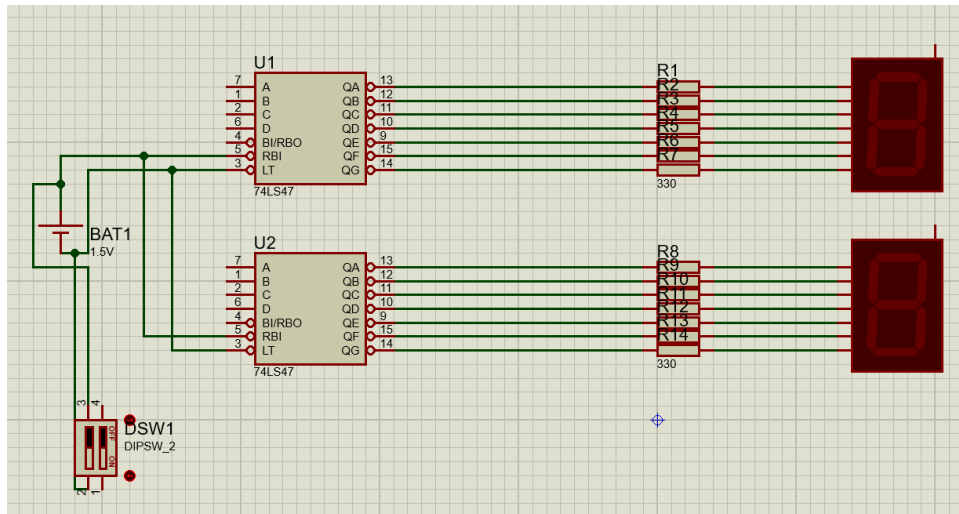 U1
7 A QA 13
1 B QB 12
2 C QC 11
6 D QD 10
4 BI/RBO QE 9
5 RBI QF 15
3 LT QG 14
74LS47
R1
R2
R3
R4
R5
R6
R7
330
BAT1
1.5V
U2
7 A QA 13
1 B QB 12
2 C QC 11
6 D QD 10
4 BI/RBO QE 9
5 RBI QF 15
3 LT QG 14
74LS47
R8
R9
R10
R11
R12
R13
R14
330
3 4
DSW1
DIPSW_2
OFF
ON
2 1